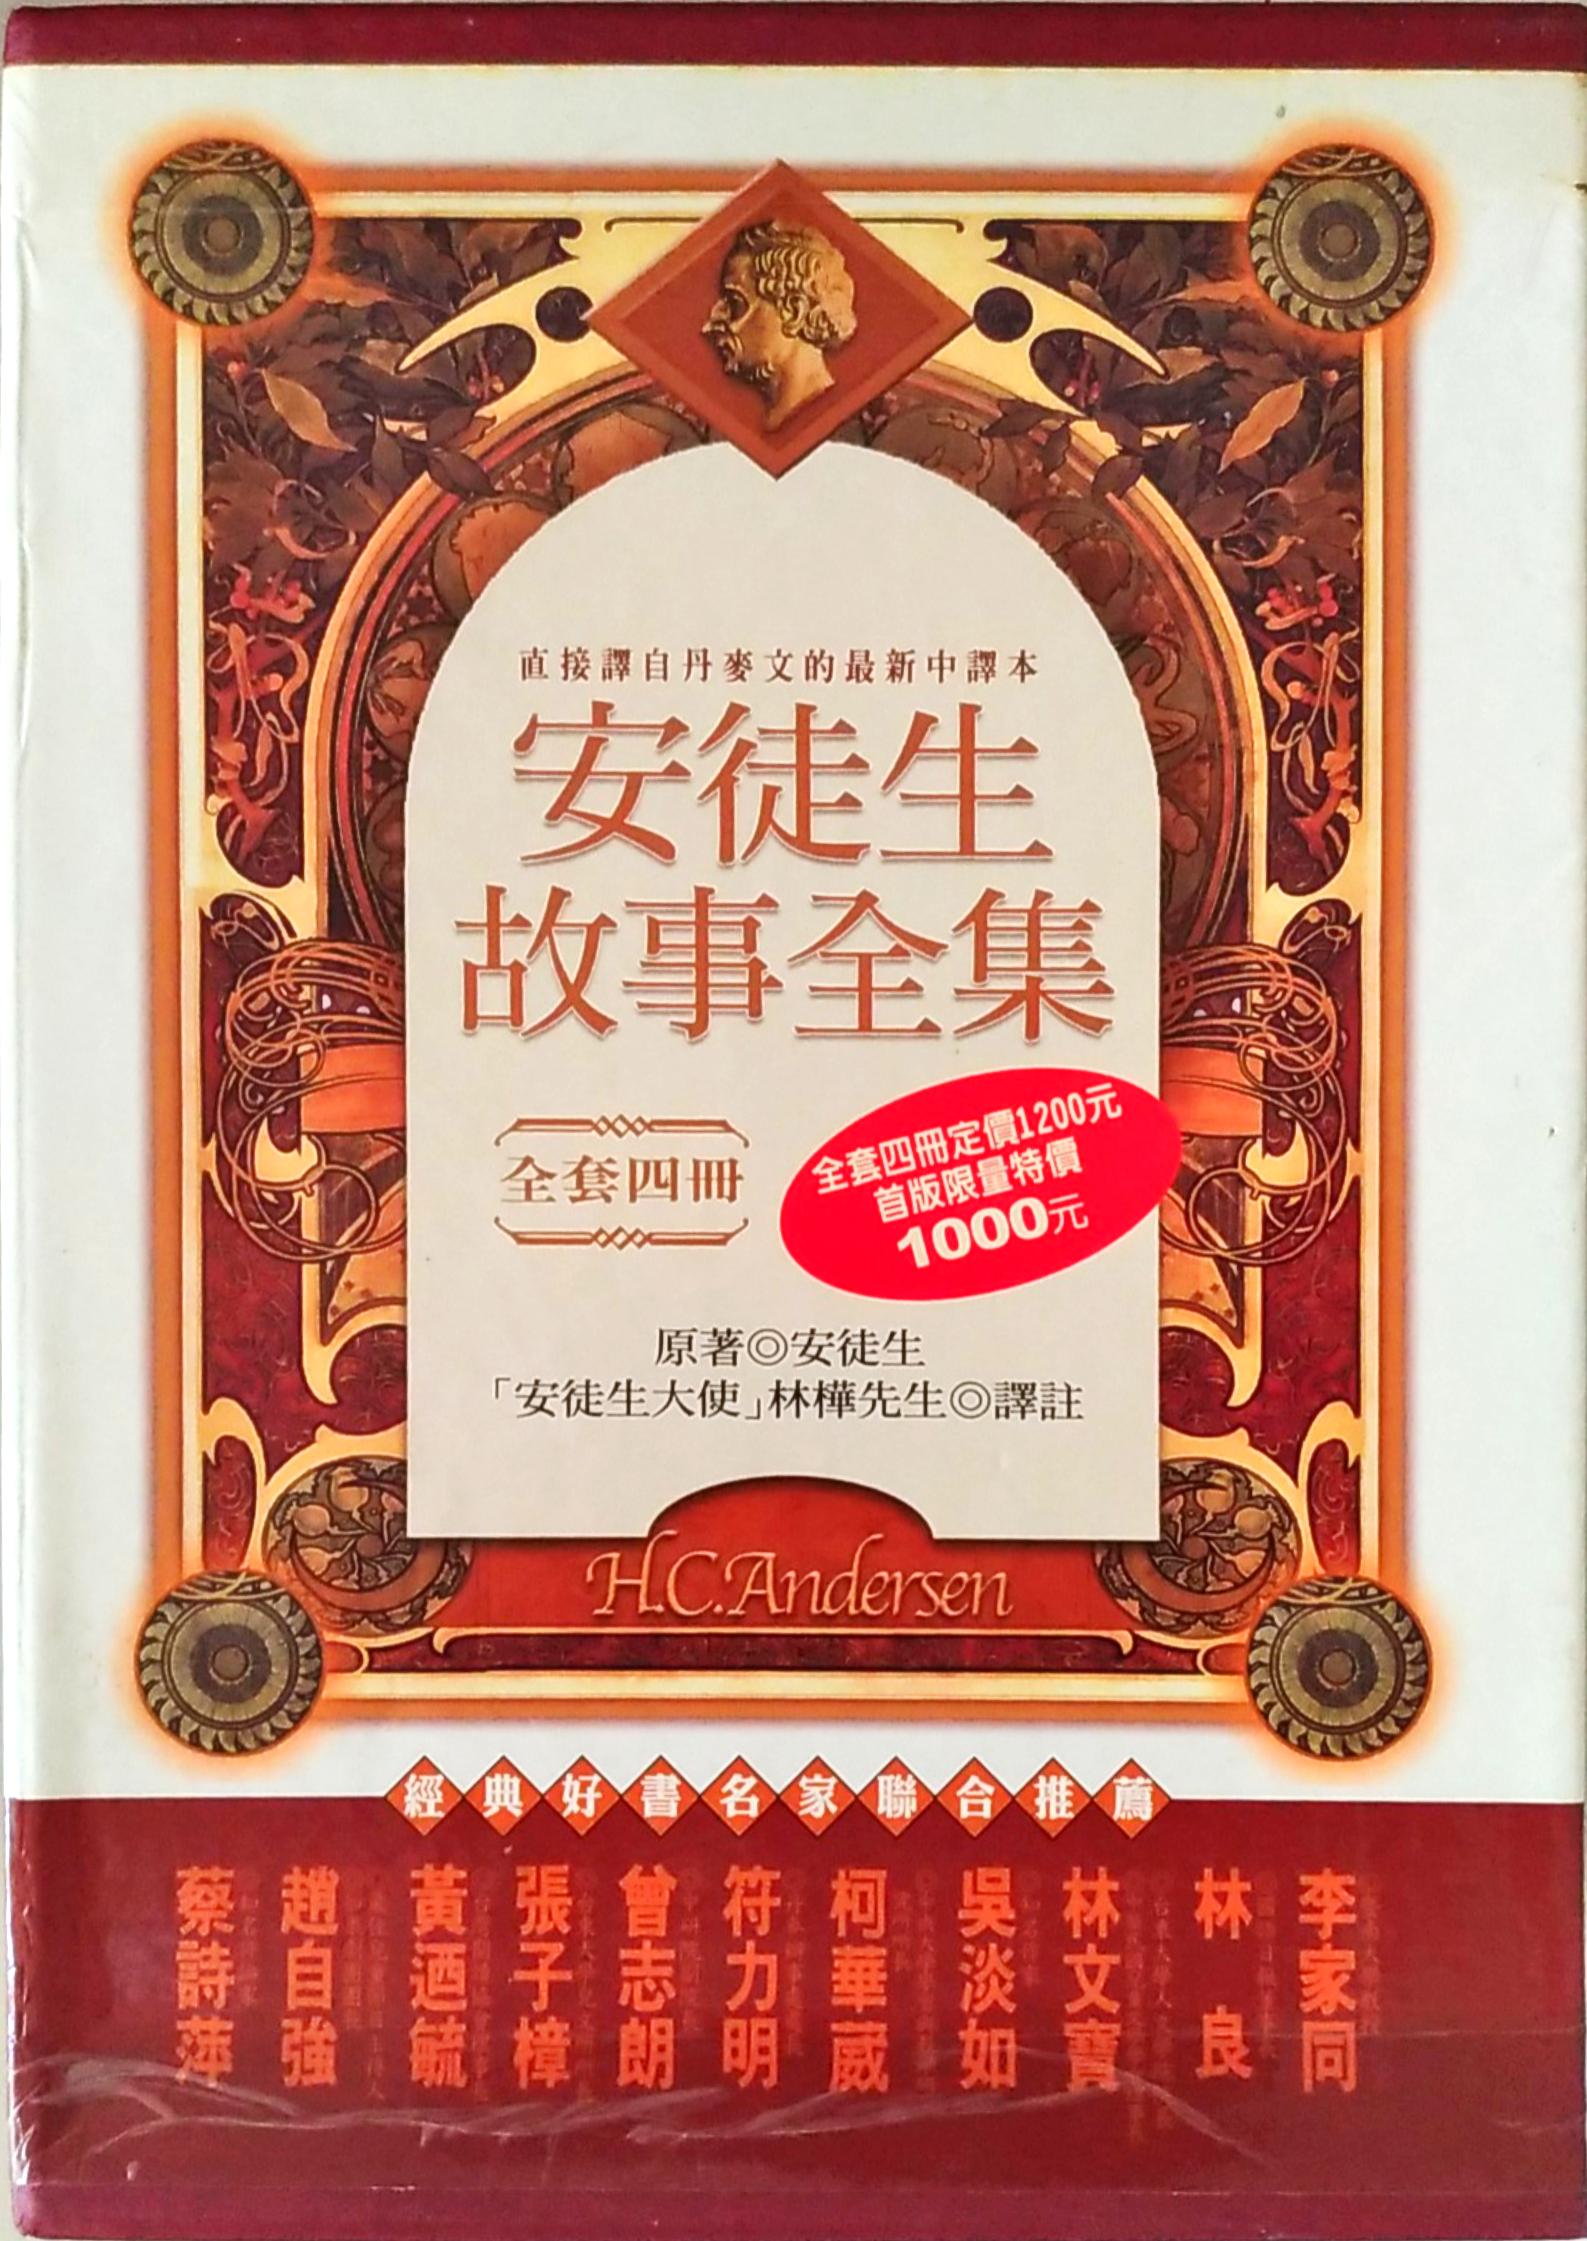 直接譯自丹麥文的最新中譯本
安徒生
故事全集
全套四冊
全套四冊定價1200元
首版限量特價
1000元
原著◎安徒生
「安徒生大使」林樺先生◎譯註
H.C.Andersen
經典好書名家聯合推薦
李家同
林良
林文寶
吳淡如
柯華葳
符力明
曾志朗
張子樟
黃迺毓
趙自強
蔡詩萍